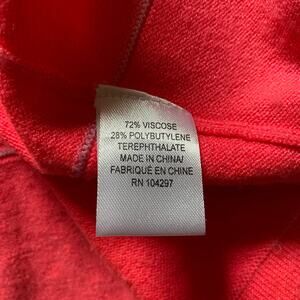 72% VISCOSE
28% POLYBUTYLENE
TEREPHTHALATE
MADE IN CHINA/
FABRIQUÉ EN CHINE
RN 104297